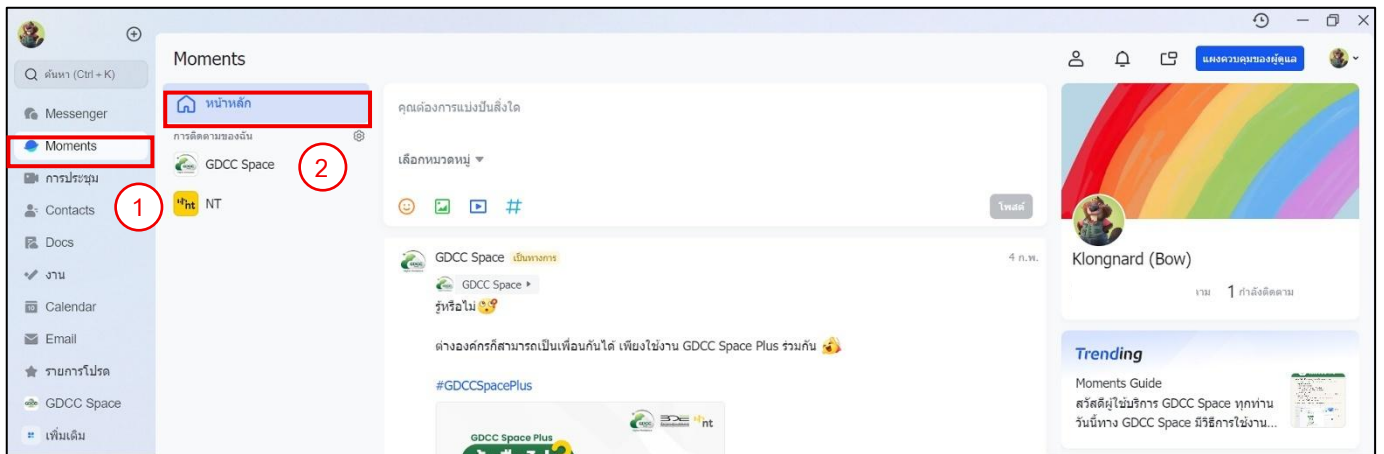 ค้นหา (Ctrl + K)
Messenger
Moments
การประชุม
Contacts
Docs
งาน
Calendar
Email
รายการโปรด
GDCC Space
เพิ่มเติม
1
Moments
หน้าหลัก
การติดตามของฉัน
GDCC Space
NT
2
แผงควบคุมของผู้ดูแล
คุณต้องการแบ่งปันสิ่งใด
เลือกหมวดหมู่
โพสต์
GDCC Space เป็นทางการ 4 ก.พ.
GDCC Space
รู้หรือไม่
ต่างองค์กรก็สามารถเป็นเพื่อนกันได้ เพียงใช้งาน GDCC Space Plus ร่วมกัน
#GDCCSpacePlus
BDE nt
GDCC Space Plus
Klongnard (Bow)
1 กำลังติดตาม
Trending
Moments Guide
สวัสดีผู้ใช้บริการ GDCC Space ทุกท่าน
วันนี้ทาง GDCC Space มีวิธีการใช้งาน...